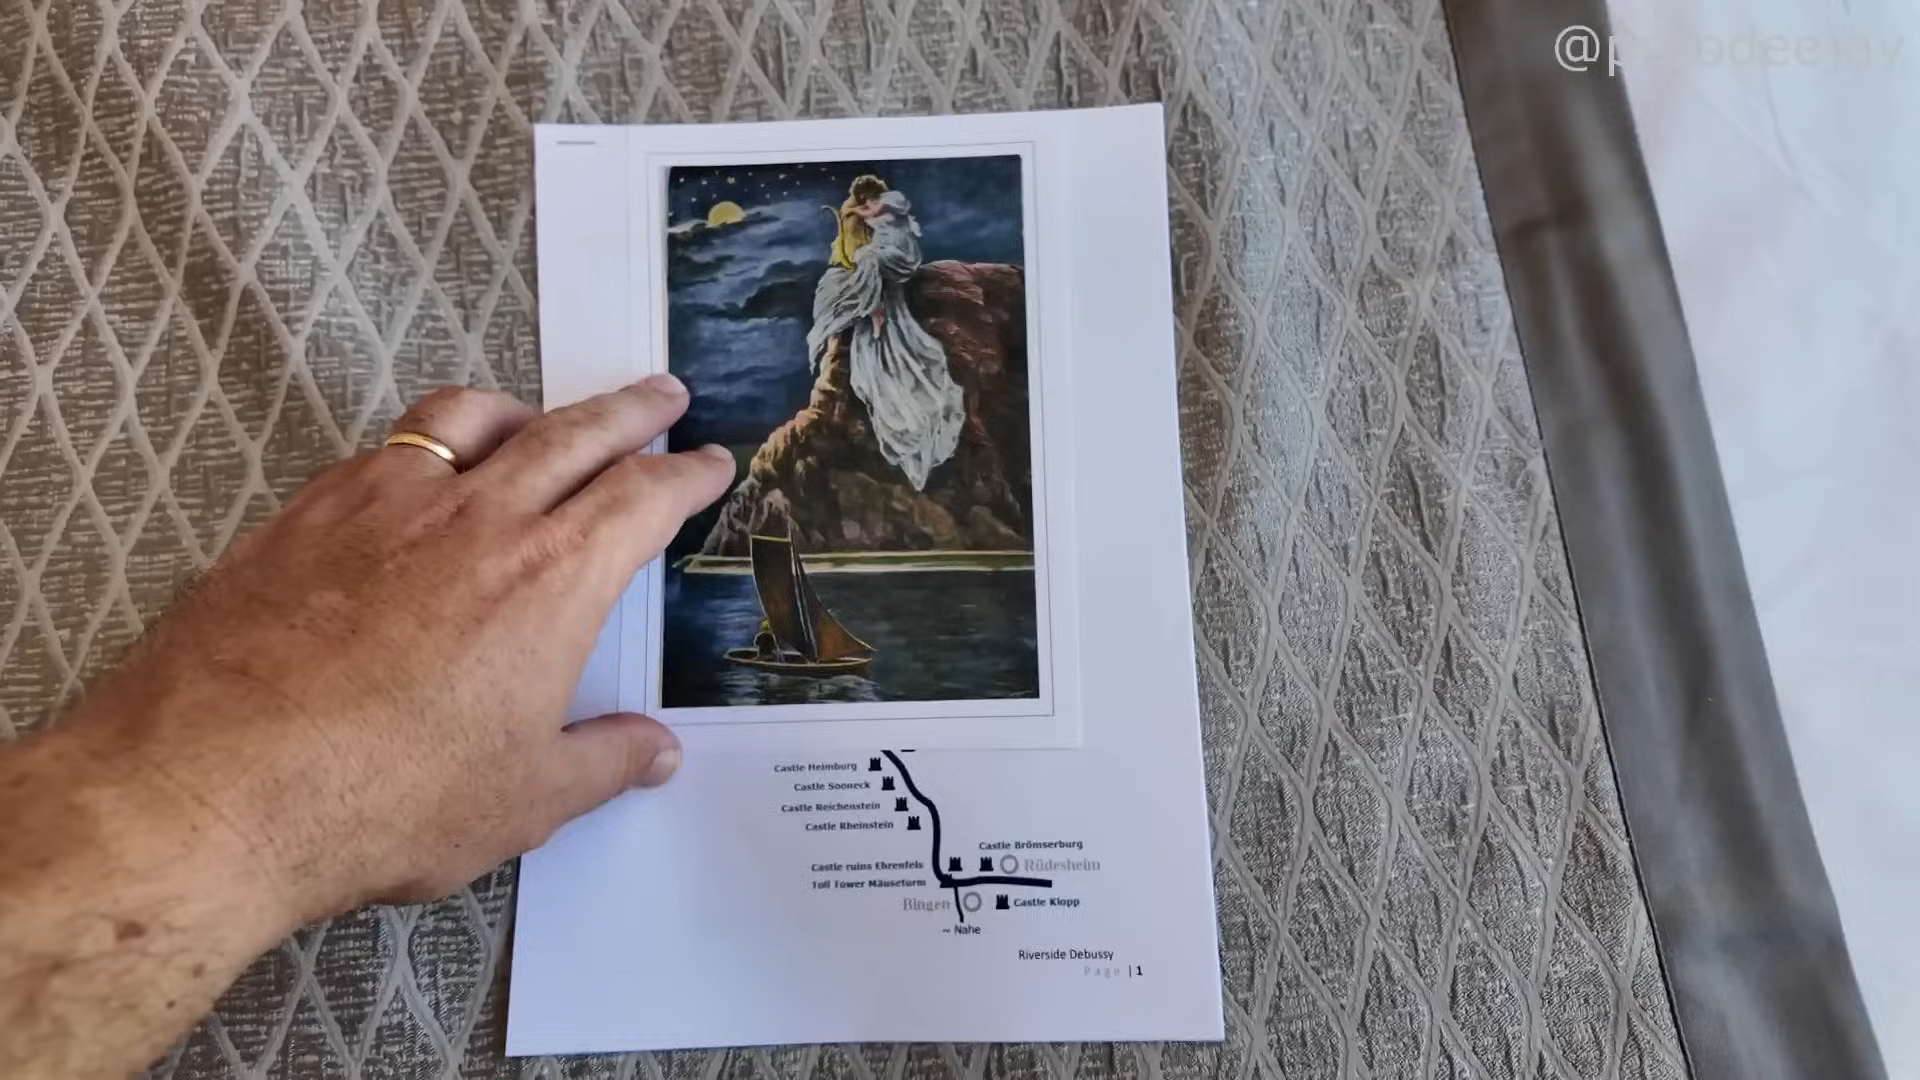 Castle Heimburg
Castle Sooneck
Castle Reichenstein
Castle Rheinstein
Castle Brömserburg
Castle ruins Ehrenfels
Rüdesheim
Toll Tower Mäuseturm
Bingen
Castle Klopp
~ Nahe
Riverside Debussy
Page | 1